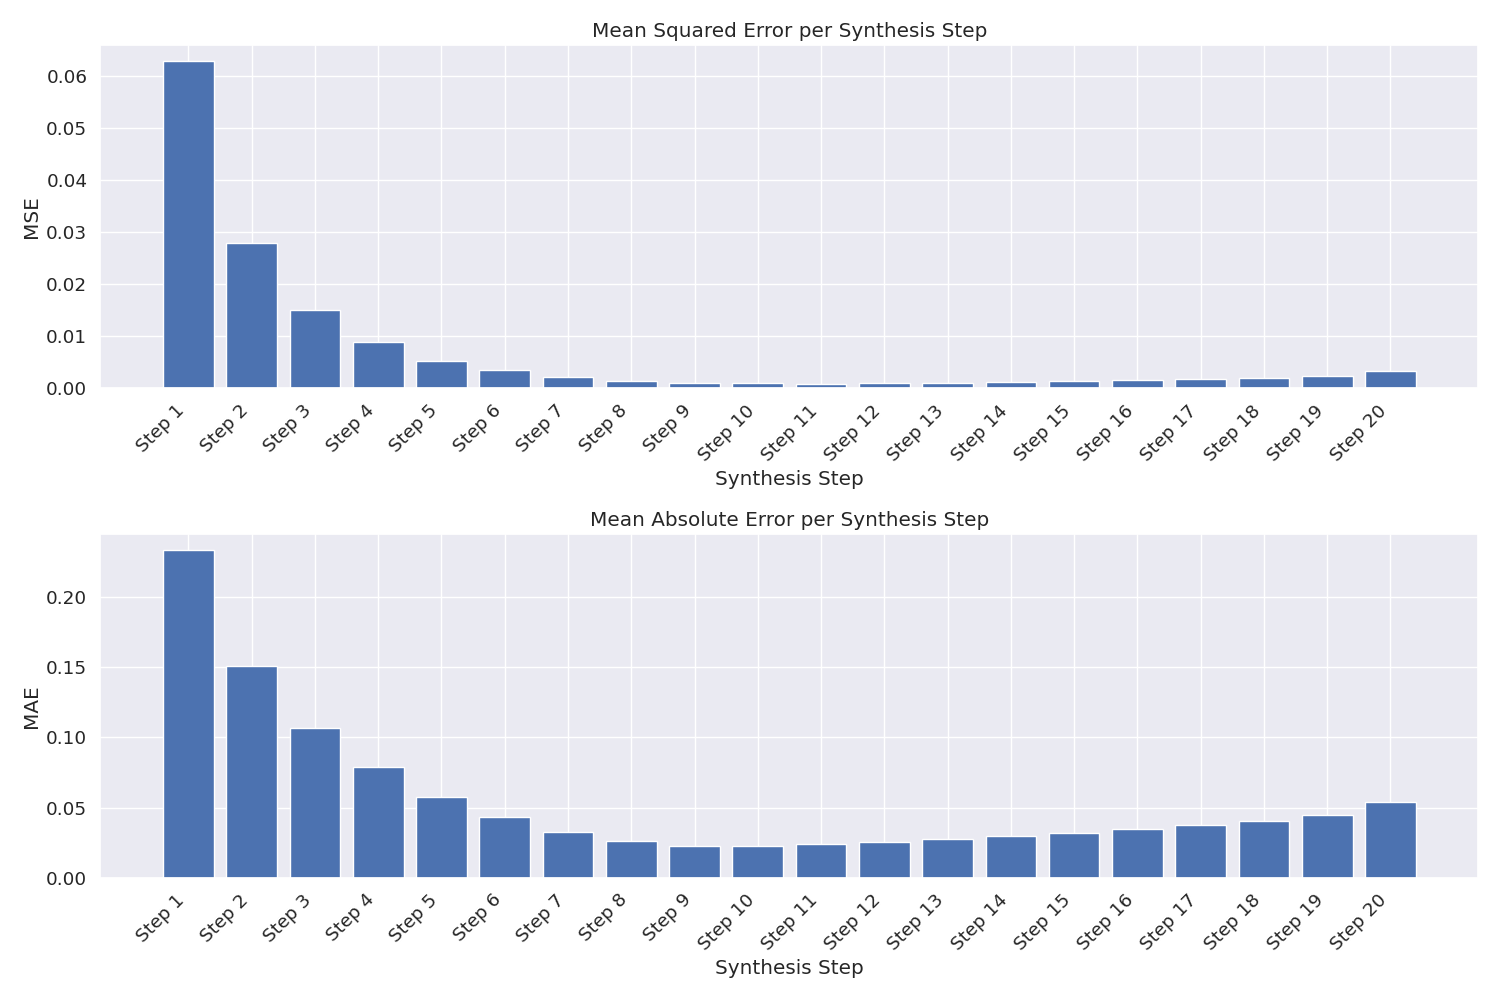 Mean Squared Error per Synthesis Step
MSE
0.06
0.05
0.04
0.03
0.02
0.01
0.00
Step 1
Step 2
Step 3
Step 4
Step 5
Step 6
Step 7
Step 8
Step 9
Step 10
Step 11
Step 12
Step 13
Step 14
Step 15
Step 16
Step 17
Step 18
Step 19
Step 20
Synthesis Step
Mean Absolute Error per Synthesis Step
MAE
0.20
0.15
0.10
0.05
0.00
Step 1
Step 2
Step 3
Step 4
Step 5
Step 6
Step 7
Step 8
Step 9
Step 10
Step 11
Step 12
Step 13
Step 14
Step 15
Step 16
Step 17
Step 18
Step 19
Step 20
Synthesis Step